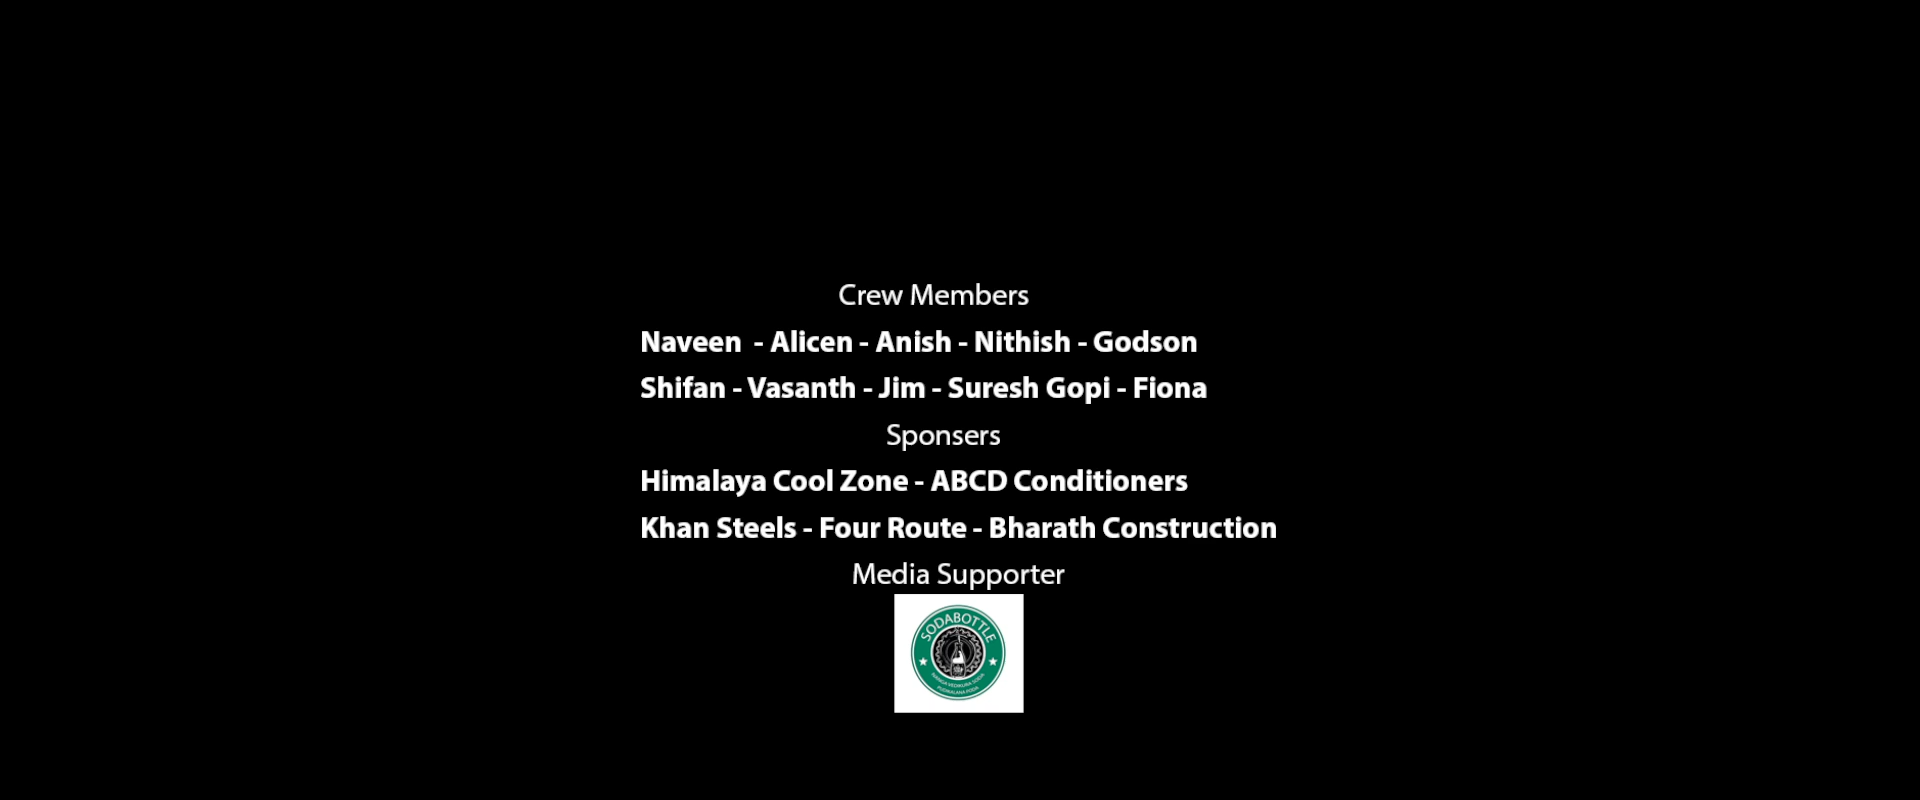 Crew Members
Naveen  - Alicen - Anish - Nithish - Godson
Shifan - Vasanth - Jim - Suresh Gopi - Fiona
Sponsers
Himalaya Cool Zone - ABCD Conditioners
Khan Steels - Four Route - Bharath Construction
Media Supporter
SODABOTTLE